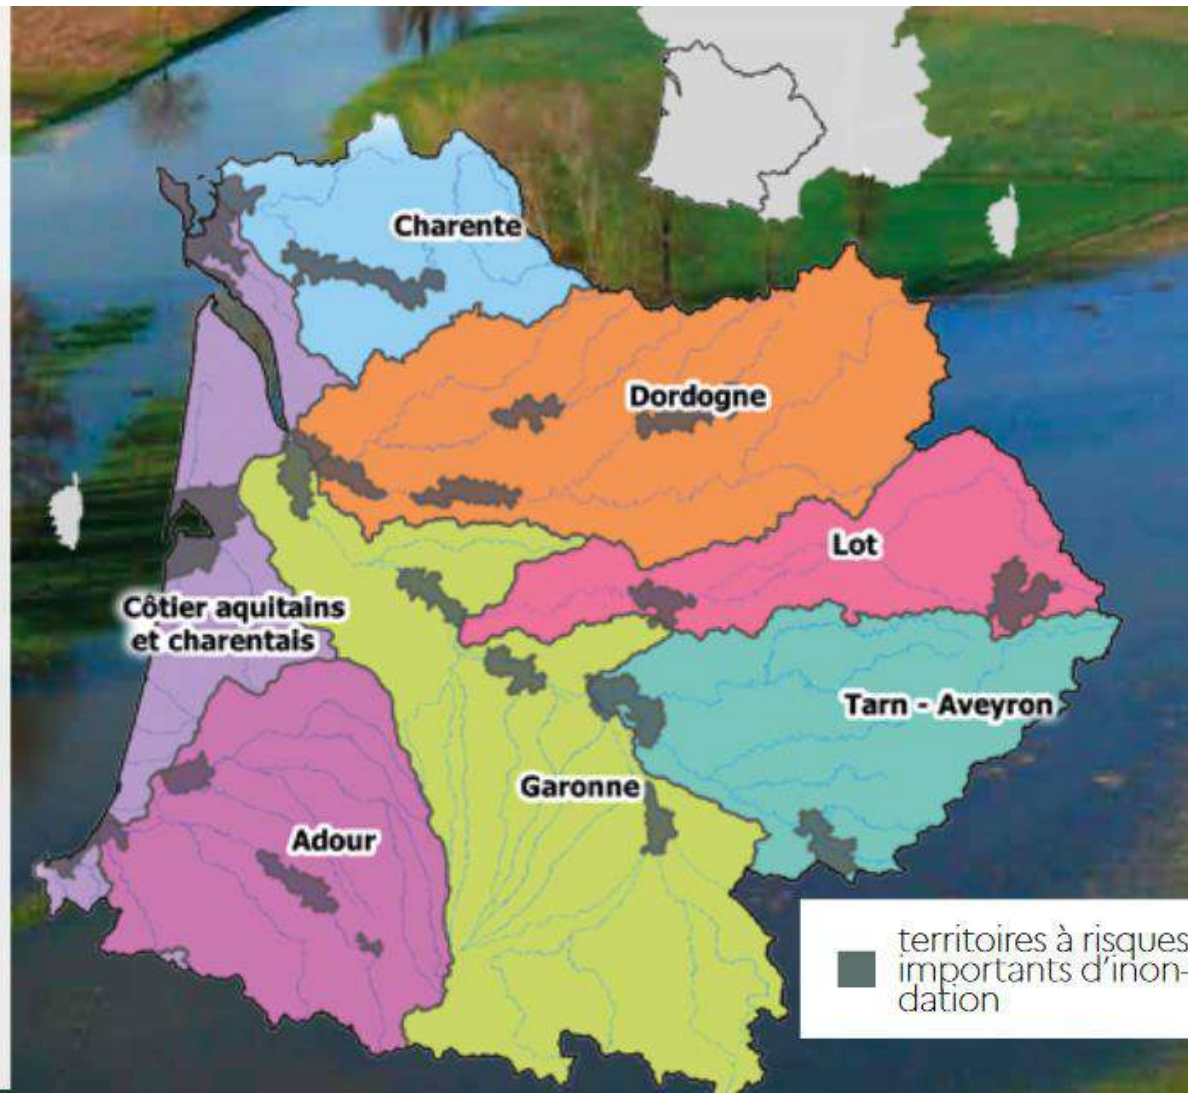 Charente
Dordogne
Lot
Côtier aquitains
et charentais
Tarn - Aveyron
Garonne
Adour
territoires à risques
importants d'inon-
dation